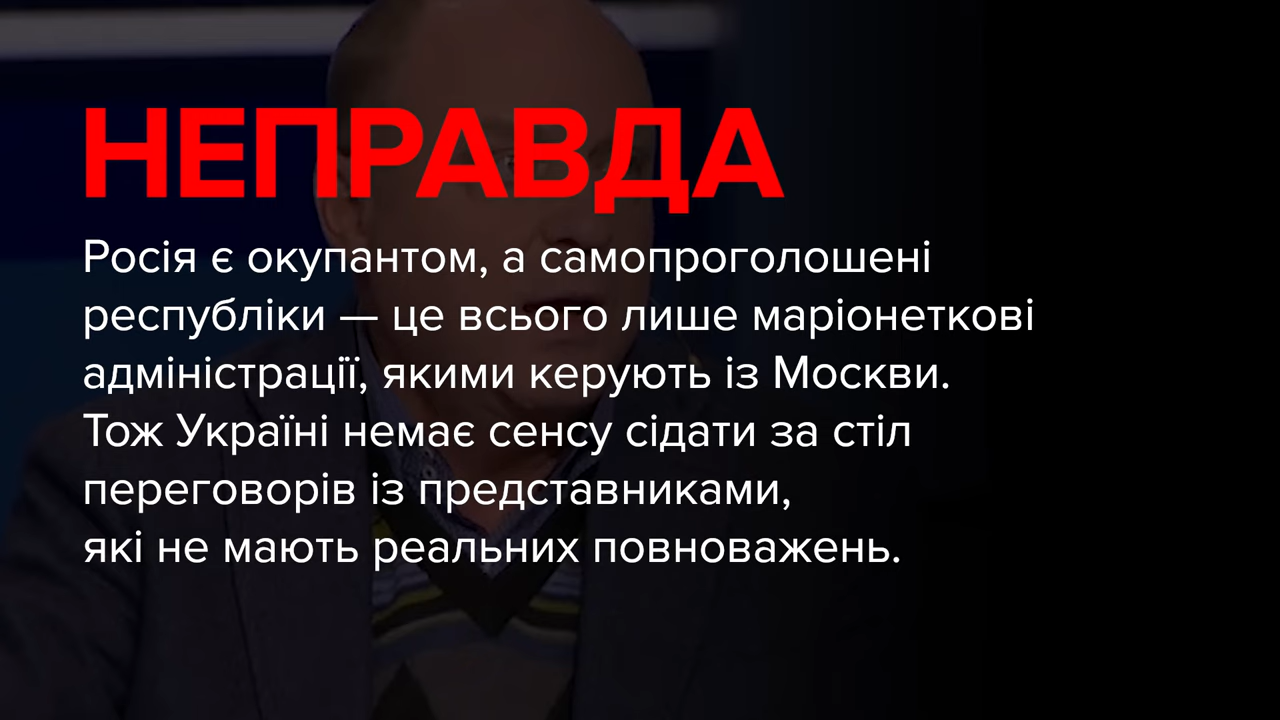 НЕПРАВДА
Росія є окупантом, а самопроголошені
республіки — це всього лише маріонеткові
адміністрації, якими керують із Москви.
Тож Україні немає сенсу сідати за стіл
переговорів із представниками,
які не мають реальних повноважень.